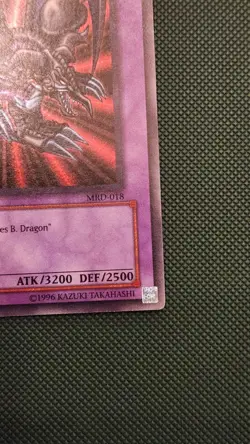 MRD-018
es B. Dragon"
ATK/3200 DEF/2500
©1996 KAZUKI TAKAHASHI